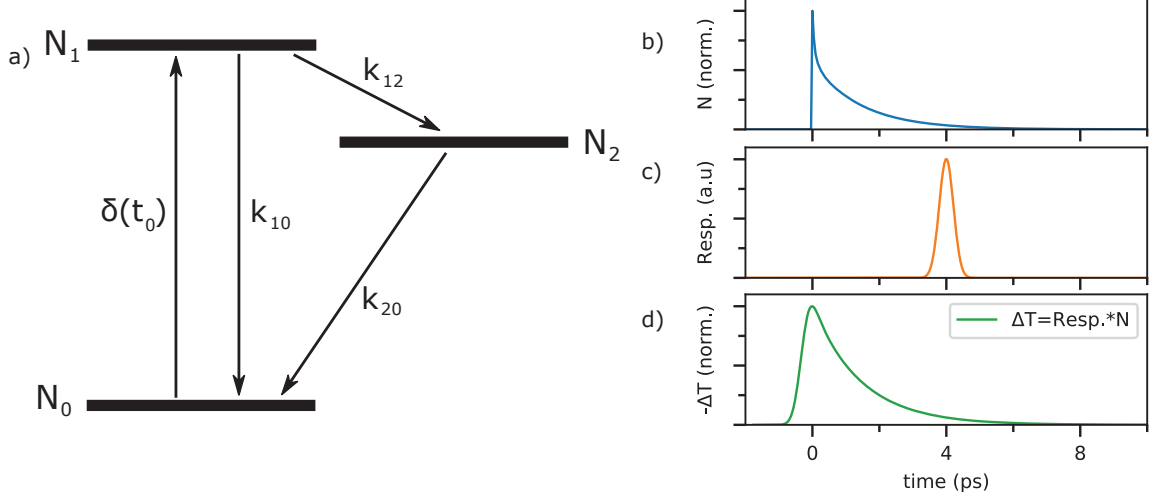 a)
N₁
k₁₂
N₂
δ(t₀)
k₁₀
k₂₀
N₀
b)
N (norm.)
c)
Resp. (a.u)
d)
-ΔT (norm.)
ΔT=Resp.*N
0
4
8
time (ps)